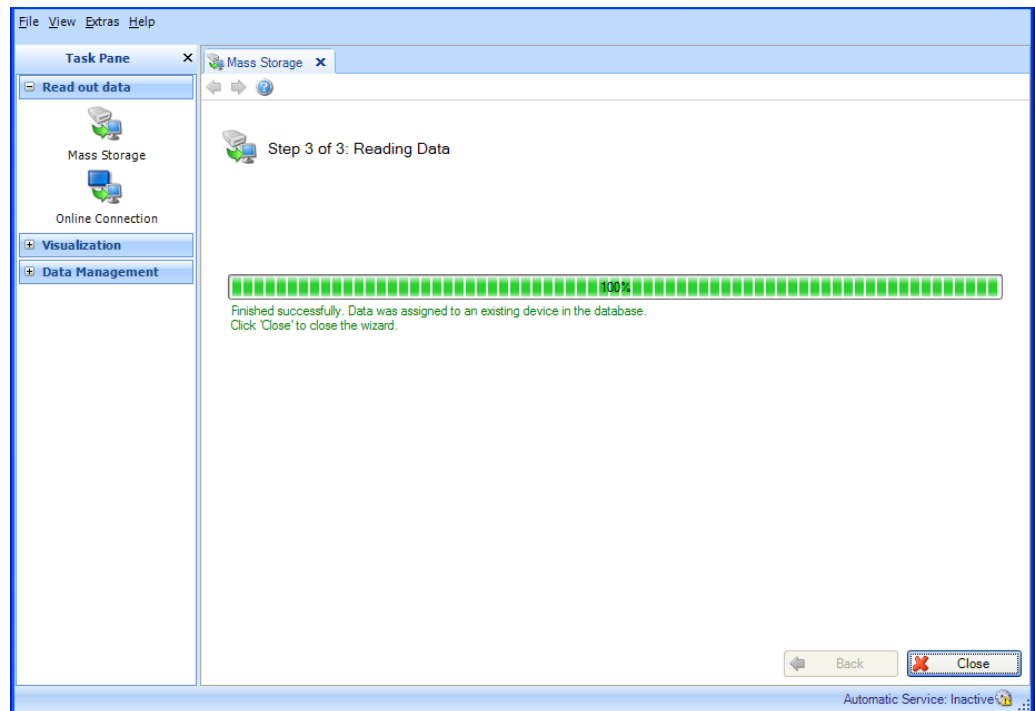 File View Extras Help
Task Pane
Mass Storage
Read out data
Mass Storage
Online Connection
Visualization
Data Management
Step 3 of 3: Reading Data
100%
Finished successfully. Data was assigned to an existing device in the database.
Click 'Close' to close the wizard.
Back
Close
Automatic Service: Inactive